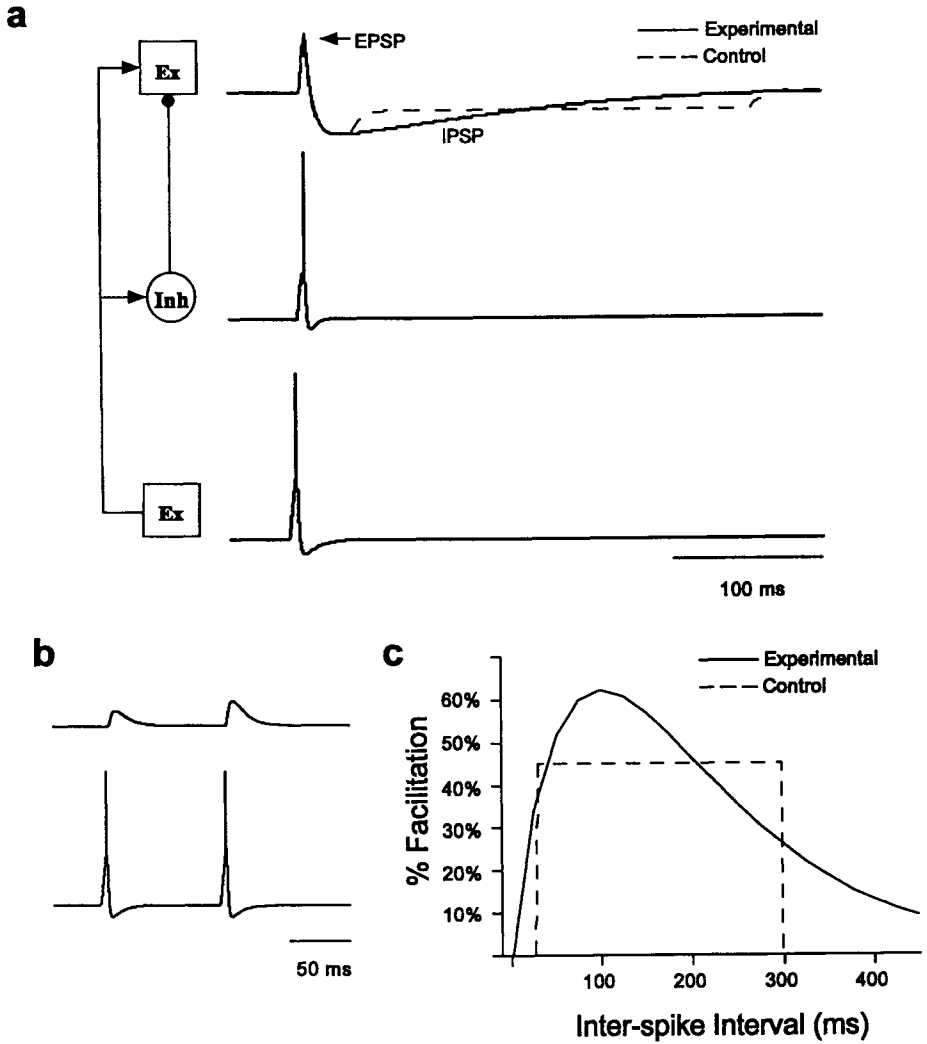 a
Ex
EPSP
Experimental
Control
IPSP
Inh
Ex
100 ms
b
50 ms
c
Experimental
Control
% Facilitation
60%
50%
40%
30%
20%
10%
100
200
300
400
Inter-spike Interval (ms)